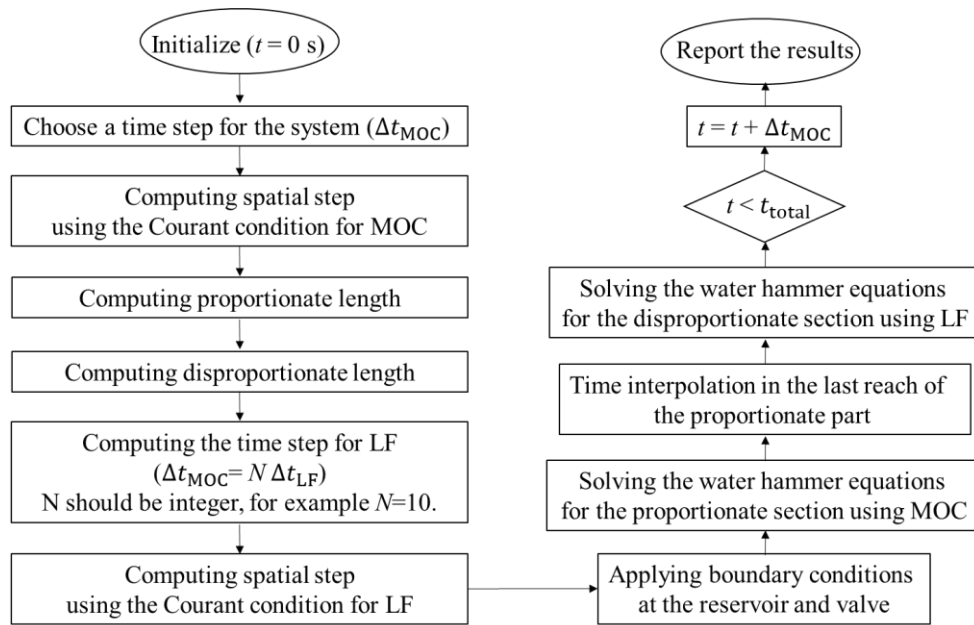 Initialize (t = 0 s)
Choose a time step for the system (Δt_MOC)
Computing spatial step
using the Courant condition for MOC
Computing proportionate length
Computing disproportionate length
Computing the time step for LF
(Δt_MOC= N Δt_LF)
N should be integer, for example N=10.
Computing spatial step
using the Courant condition for LF
Applying boundary conditions
at the reservoir and valve
Solving the water hammer equations
for the proportionate section using MOC
Time interpolation in the last reach of
the proportionate part
Solving the water hammer equations
for the disproportionate section using LF
t < t_total
t = t + Δt_MOC
Report the results